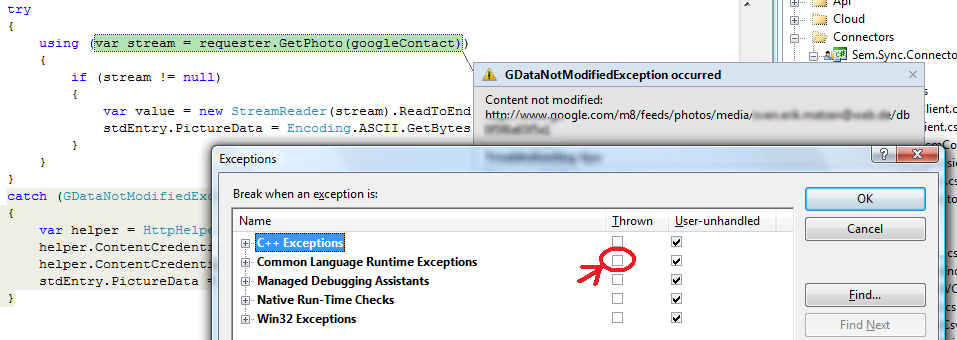 try
{
using (var stream = requester.GetPhoto(googleContact))
{
if (stream != null)
{
var value = new StreamReader(stream).ReadToEnd
stdEntry.PictureData = Encoding.ASCII.GetBytes
}
}
}
catch (GDataNotModifiedExc
{
var helper = HttpHelpe
helper.ContentCredenti
helper.ContentCredenti
stdEntry.PictureData =
}
GDataNotModifiedException occurred
Content not modified:
http://www.google.com/m8/feeds/photos/media/
/db
Api
Cloud
Connectors
Sem.Sync.Connecto
Exceptions
Break when an exception is:
Name Thrown User-unhandled
C++ Exceptions
Common Language Runtime Exceptions
Managed Debugging Assistants
Native Run-Time Checks
Win32 Exceptions
OK
Cancel
Find...
Find Next